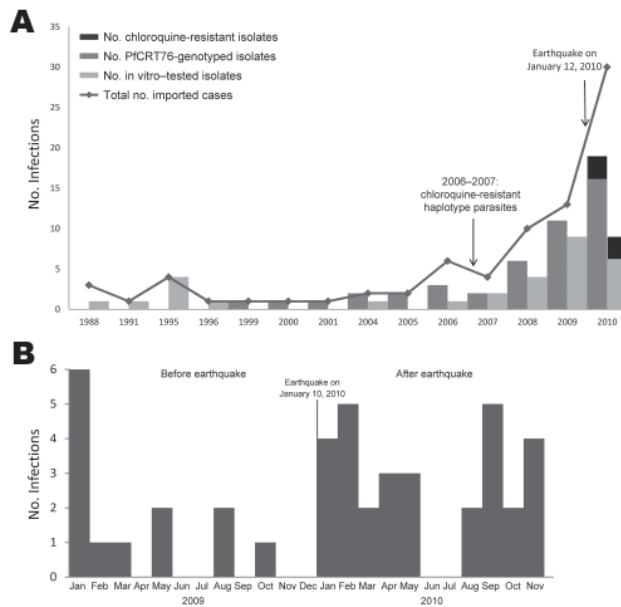 A
No. chloroquine-resistant isolates
No. PfCRT76-genotyped isolates
No. in vitro–tested isolates
Total no. imported cases
Earthquake on
January 12, 2010
2006–2007:
chloroquine-resistant
haplotype parasites
No. Infections
35
30
25
20
15
10
5
0
1988 1991 1995 1996 1999 2000 2001 2004 2005 2006 2007 2008 2009 2010
B
Before earthquake
Earthquake on
January 10, 2010
After earthquake
No. Infections
6
5
4
3
2
1
0
Jan Feb Mar Apr May Jun Jul Aug Sep Oct Nov Dec Jan Feb Mar Apr May Jun Jul Aug Sep Oct Nov
2009 2010